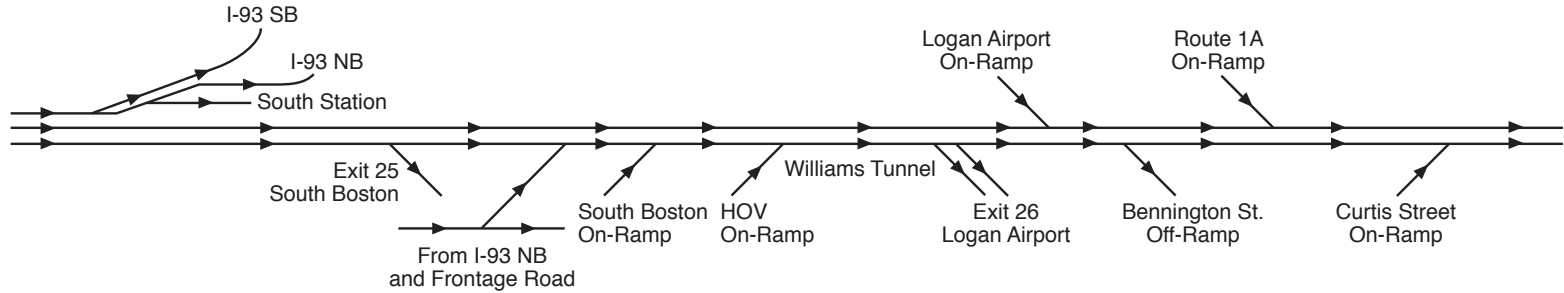 I-93 SB
I-93 NB
South Station
Logan Airport
On-Ramp
Route 1A
On-Ramp
Exit 25
South Boston
From I-93 NB
and Frontage Road
South Boston
On-Ramp
HOV
On-Ramp
Williams Tunnel
Exit 26
Logan Airport
Bennington St.
Off-Ramp
Curtis Street
On-Ramp